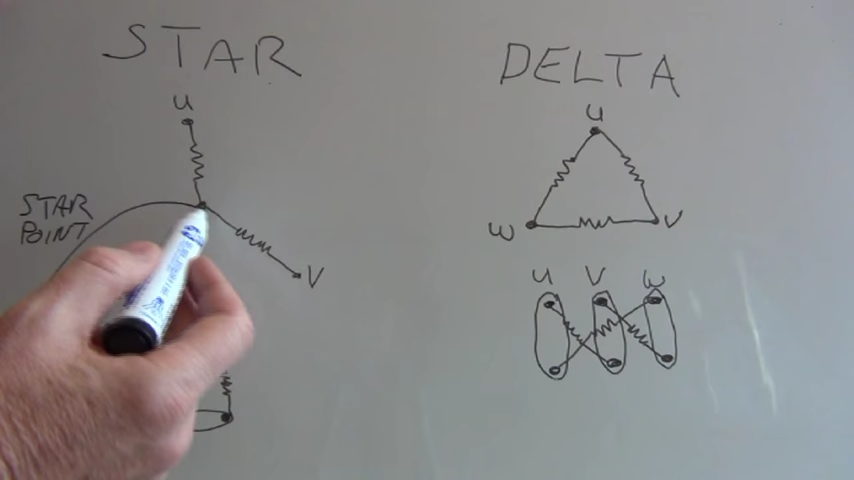 STAR
U
STAR
POINT
V
DELTA
U
W
V
U V W